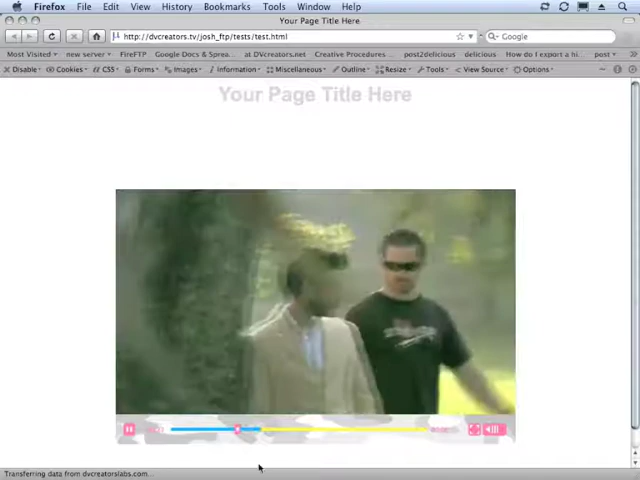 Firefox File Edit View History Bookmarks Tools Window Help
Your Page Title Here
http://dvcreators.tv/josh_ftp/tests/test.html Google
Most Visited new server FireFTP Google Docs & Sprea... at DVcreators.net Creative Procedures ... post2delicious delicious How do I export a hi... post
Disable Cookies CSS Forms Images Information Miscellaneous Outline Resize Tools View Source Options
Your Page Title Here
Transferring data from dvcreatorslabs.com...